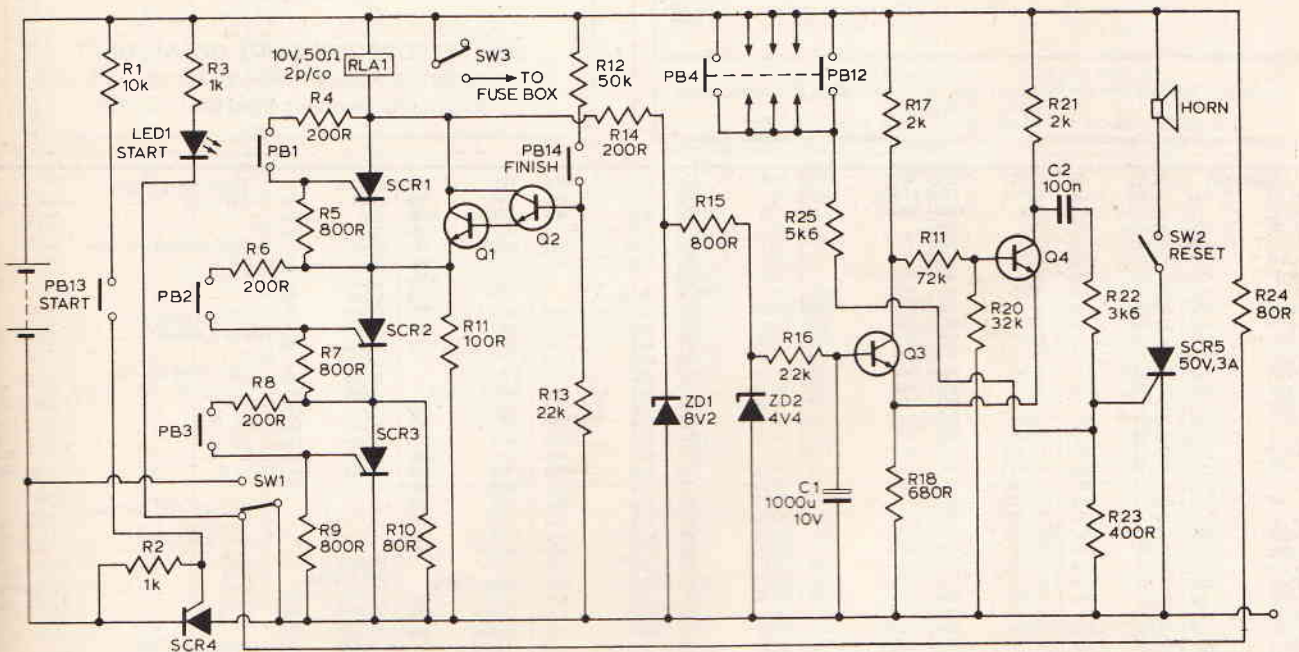 R1
10k
R3
1k
LED1
START
10V,50Ω
2p/co
RLA1
R4
200R
PB1
SCR1
R5
800R
R6
200R
PB2
SCR2
R7
800R
R8
200R
PB3
SCR3
SW1
R9
800R
R10
80R
PB13
START
R2
1k
SCR4
SW3
TO
FUSE BOX
R12
50k
R14
200R
PB14
FINISH
Q1
Q2
R11
100R
R13
22k
ZD1
8V2
R15
800R
ZD2
4V4
R16
22k
C1
1000u
10V
PB4
PB12
R25
5k6
R17
2k
R11
72k
Q3
R18
680R
R20
32k
Q4
R21
2k
C2
100n
R22
3k6
R23
400R
HORN
SW2
RESET
SCR5
50V,3A
R24
80R